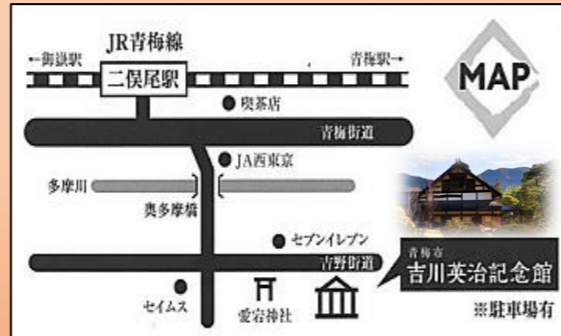 JR青梅線
←御嶽駅
青梅駅→
二俣尾駅
MAP
喫茶店
青梅街道
JA西東京
多摩川
奥多摩橋
セブンイレブン
吉野街道
青梅市
吉川英治記念館
セイムス
愛宕神社
※駐車場有